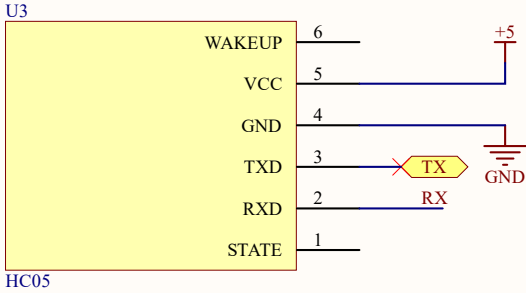 U3
WAKEUP 6
+5
VCC 5
GND 4
TXD 3 TX
GND
RXD 2 RX
STATE 1
HC05